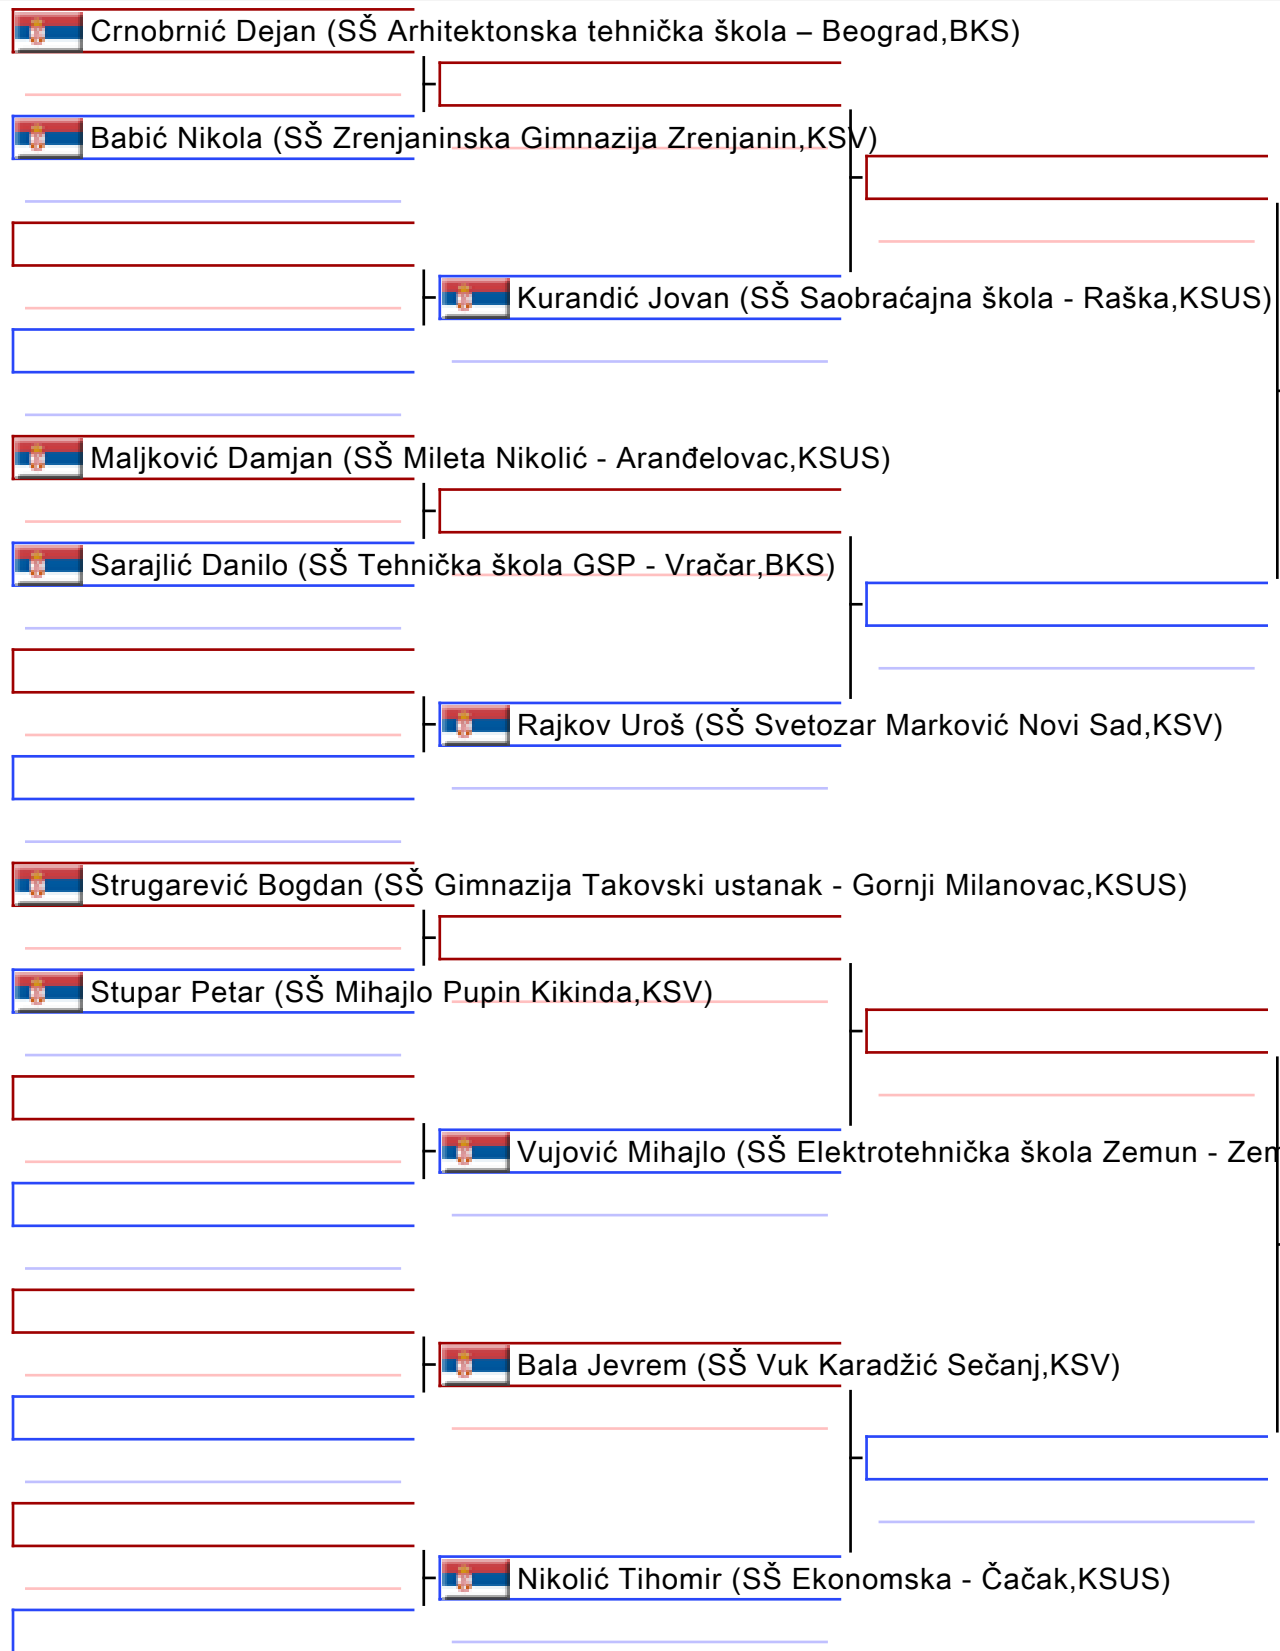 Crnobrnić Dejan (SŠ Arhitektonska tehnička škola – Beograd,BKS)
Babić Nikola (SŠ Zrenjaninska Gimnazija Zrenjanin,KSV)
Kurandić Jovan (SŠ Saobraćajna škola - Raška,KSUS)
Maljković Damjan (SŠ Mileta Nikolić - Aranđelovac,KSUS)
Sarajlić Danilo (SŠ Tehnička škola GSP - Vračar,BKS)
Rajkov Uroš (SŠ Svetozar Marković Novi Sad,KSV)
Strugarević Bogdan (SŠ Gimnazija Takovski ustanak - Gornji Milanovac,KSUS)
Stupar Petar (SŠ Mihajlo Pupin Kikinda,KSV)
Vujović Mihajlo (SŠ Elektrotehnička škola Zemun -
Bala Jevrem (SŠ Vuk Karadžić Sečanj,KSV)
Nikolić Tihomir (SŠ Ekonomska - Čačak,KSUS)